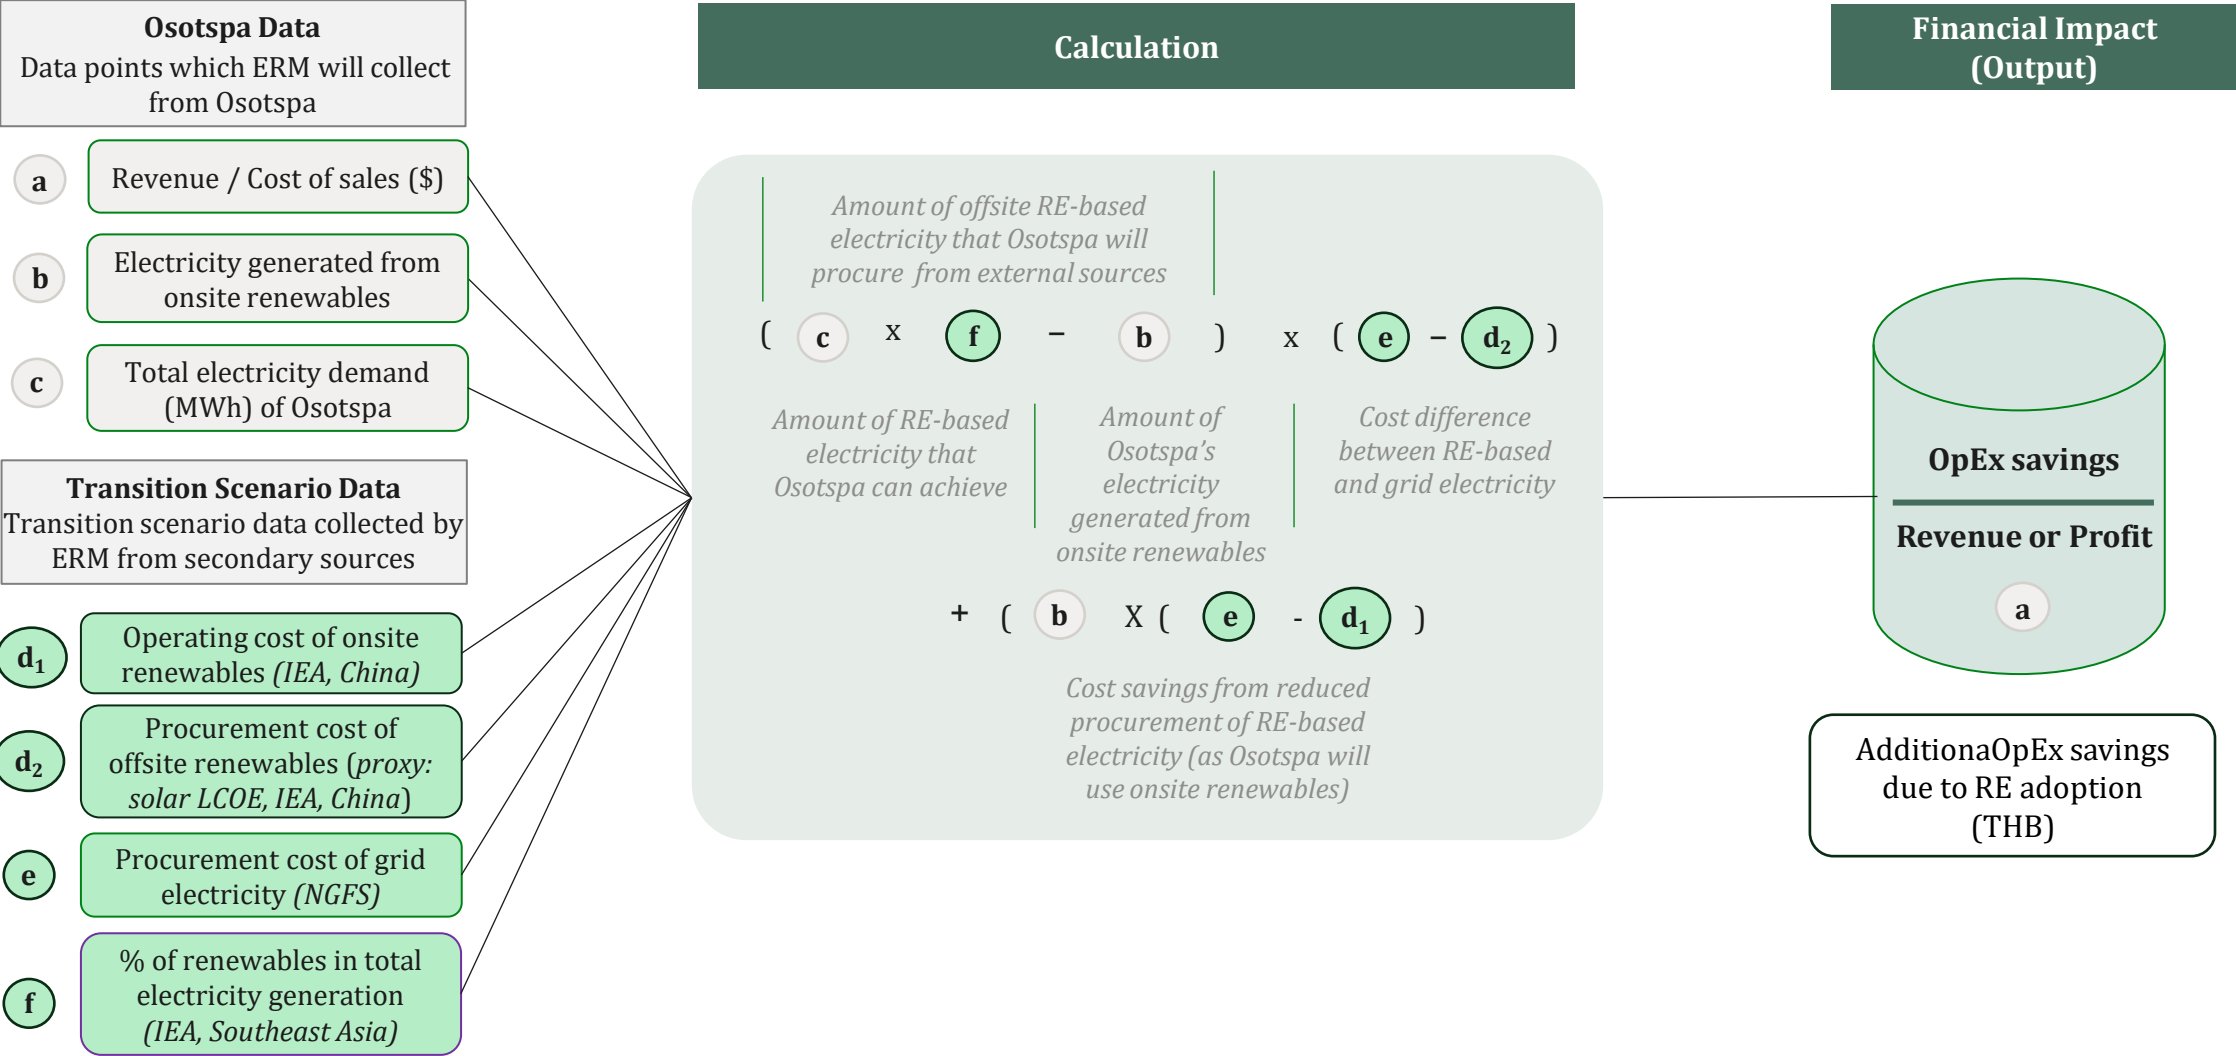 Osotspa Data
Data points which ERM will collect
from Osotspa
a
Revenue / Cost of sales ($)
b
Electricity generated from
onsite renewables
c
Total electricity demand
(MWh) of Osotspa
Transition Scenario Data
Transition scenario data collected by
ERM from secondary sources
d1
Operating cost of onsite
renewables (IEA, China)
d2
Procurement cost of
offsite renewables (proxy:
solar LCOE, IEA, China)
e
Procurement cost of grid
electricity (NGFS)
f
% of renewables in total
electricity generation
(IEA, Southeast Asia)
Calculation
Amount of offsite RE-based
electricity that Osotspa will
procure from external sources
( c x f – b ) x ( e – d2 )
Amount of RE-based
electricity that
Osotspa can achieve
Amount of
Osotspa’s
electricity
generated from
onsite renewables
Cost difference
between RE-based
and grid electricity
+ ( b X ( e - d1 )
Cost savings from reduced
procurement of RE-based
electricity (as Osotspa will
use onsite renewables)
Financial Impact
(Output)
OpEx savings
Revenue or Profit
a
AdditionaOpEx savings
due to RE adoption
(THB)